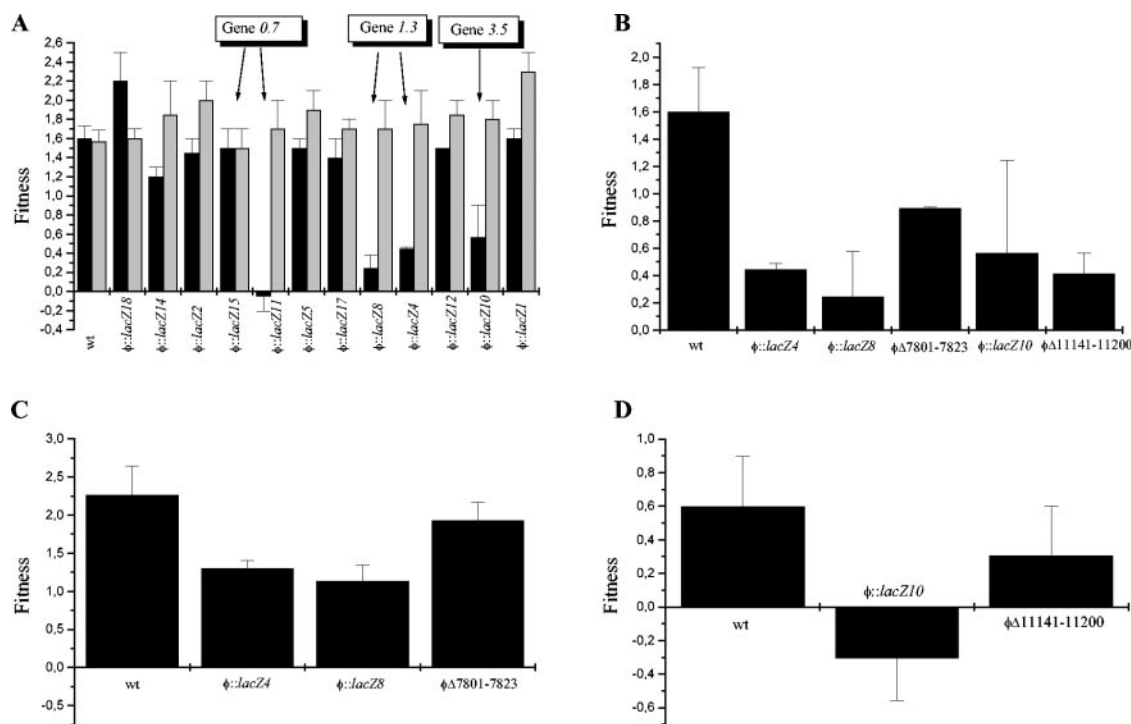 A
Gene 0.7
Gene 1.3
Gene 3.5
2,6
2,4
2,2
2,0
1,8
1,6
1,4
1,2
1,0
0,8
0,6
0,4
0,2
0,0
-0,2
-0,4
Fitness
wt
ϕ::lacZ18
ϕ::lacZ14
ϕ::lacZ2
ϕ::lacZ15
ϕ::lacZ11
ϕ::lacZ5
ϕ::lacZ17
ϕ::lacZ8
ϕ::lacZ4
ϕ::lacZ12
ϕ::lacZ10
ϕ::lacZ1
B
2,0
1,8
1,6
1,4
1,2
1,0
0,8
0,6
0,4
0,2
0,0
Fitness
wt
ϕ::lacZ4
ϕ::lacZ8
ϕΔ7801-7823
ϕ::lacZ10
ϕΔ11141-11200
C
3,0
2,5
2,0
1,5
1,0
0,5
0,0
-0,5
Fitness
wt
ϕ::lacZ4
ϕ::lacZ8
ϕΔ7801-7823
D
1,0
0,8
0,6
0,4
0,2
0,0
-0,2
-0,4
-0,6
Fitness
wt
ϕ::lacZ10
ϕΔ11141-11200